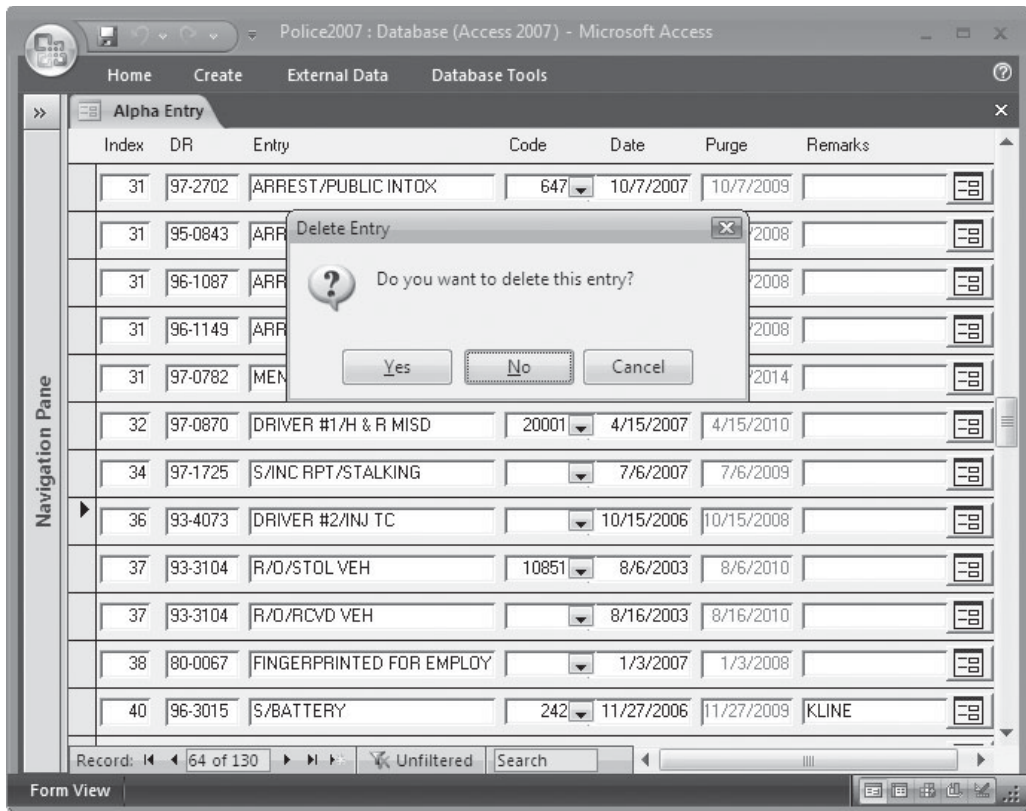 Police2007 : Database (Access 2007) - Microsoft Access
Home Create External Data Database Tools
Alpha Entry
Index DR Entry Code Date Purge Remarks
31 97-2702 ARREST/PUBLIC INTOX 647 10/7/2007 10/7/2009
31 95-0843 ARR /2008
31 96-1087 ARR /2008
31 96-1149 ARR /2008
31 97-0782 MEN /2014
Delete Entry
Do you want to delete this entry?
Yes No Cancel
32 97-0870 DRIVER #1/H & R MISD 20001 4/15/2007 4/15/2010
34 97-1725 S/INC RPT/STALKING 7/6/2007 7/6/2009
36 93-4073 DRIVER #2/INJ TC 10/15/2006 10/15/2008
37 93-3104 R/O/STOL VEH 10851 8/6/2003 8/6/2010
37 93-3104 R/O/RCVD VEH 8/16/2003 8/16/2010
38 80-0067 FINGERPRINTED FOR EMPLOY 1/3/2007 1/3/2008
40 96-3015 S/BATTERY 242 11/27/2006 11/27/2009 KLINE
Navigation Pane
Record: 64 of 130 Unfiltered Search
Form View